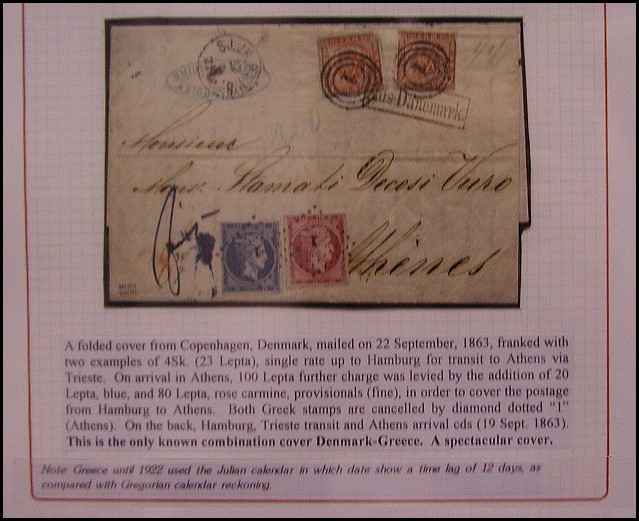 aus Dänemark.
Monsieur
Athènes
A folded cover from Copenhagen, Denmark, mailed on 22 September, 1863, franked with
two examples of 4Sk. (23 Lepta), single rate up to Hamburg for transit to Athens via
Trieste. On arrival in Athens, 100 Lepta further charge was levied by the addition of 20
Lepta, blue, and 80 Lepta, rose carmine, provisionals (fine), in order to cover the postage
from Hamburg to Athens. Both Greek stamps are cancelled by diamond dotted "1"
(Athens). On the back, Hamburg, Trieste transit and Athens arrival cds (19 Sept. 1863).
This is the only known combination cover Denmark-Greece. A spectacular cover.
Note: Greece until 1922 used the Julian calendar in which date show a time lag of 12 days, as
compared with Gregorian calendar reckoning.